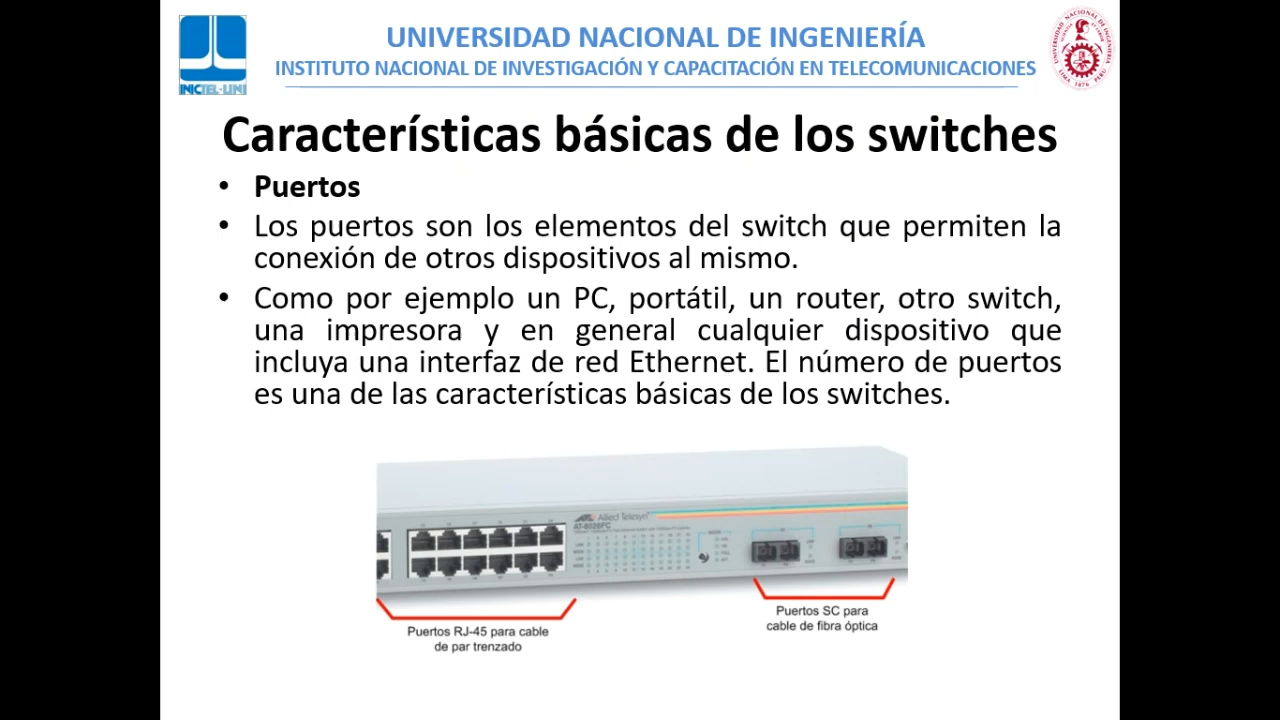 UNIVERSIDAD NACIONAL DE INGENIERÍA
INSTITUTO NACIONAL DE INVESTIGACIÓN Y CAPACITACIÓN EN TELECOMUNICACIONES
INICTEL-UNI
Características básicas de los switches
• Puertos
• Los puertos son los elementos del switch que permiten la
conexión de otros dispositivos al mismo.
• Como por ejemplo un PC, portátil, un router, otro switch,
una impresora y en general cualquier dispositivo que
incluya una interfaz de red Ethernet. El número de puertos
es una de las características básicas de los switches.
Allied Telesyn
AT-8026FC
Puertos RJ-45 para cable
de par trenzado
Puertos SC para
cable de fibra óptica